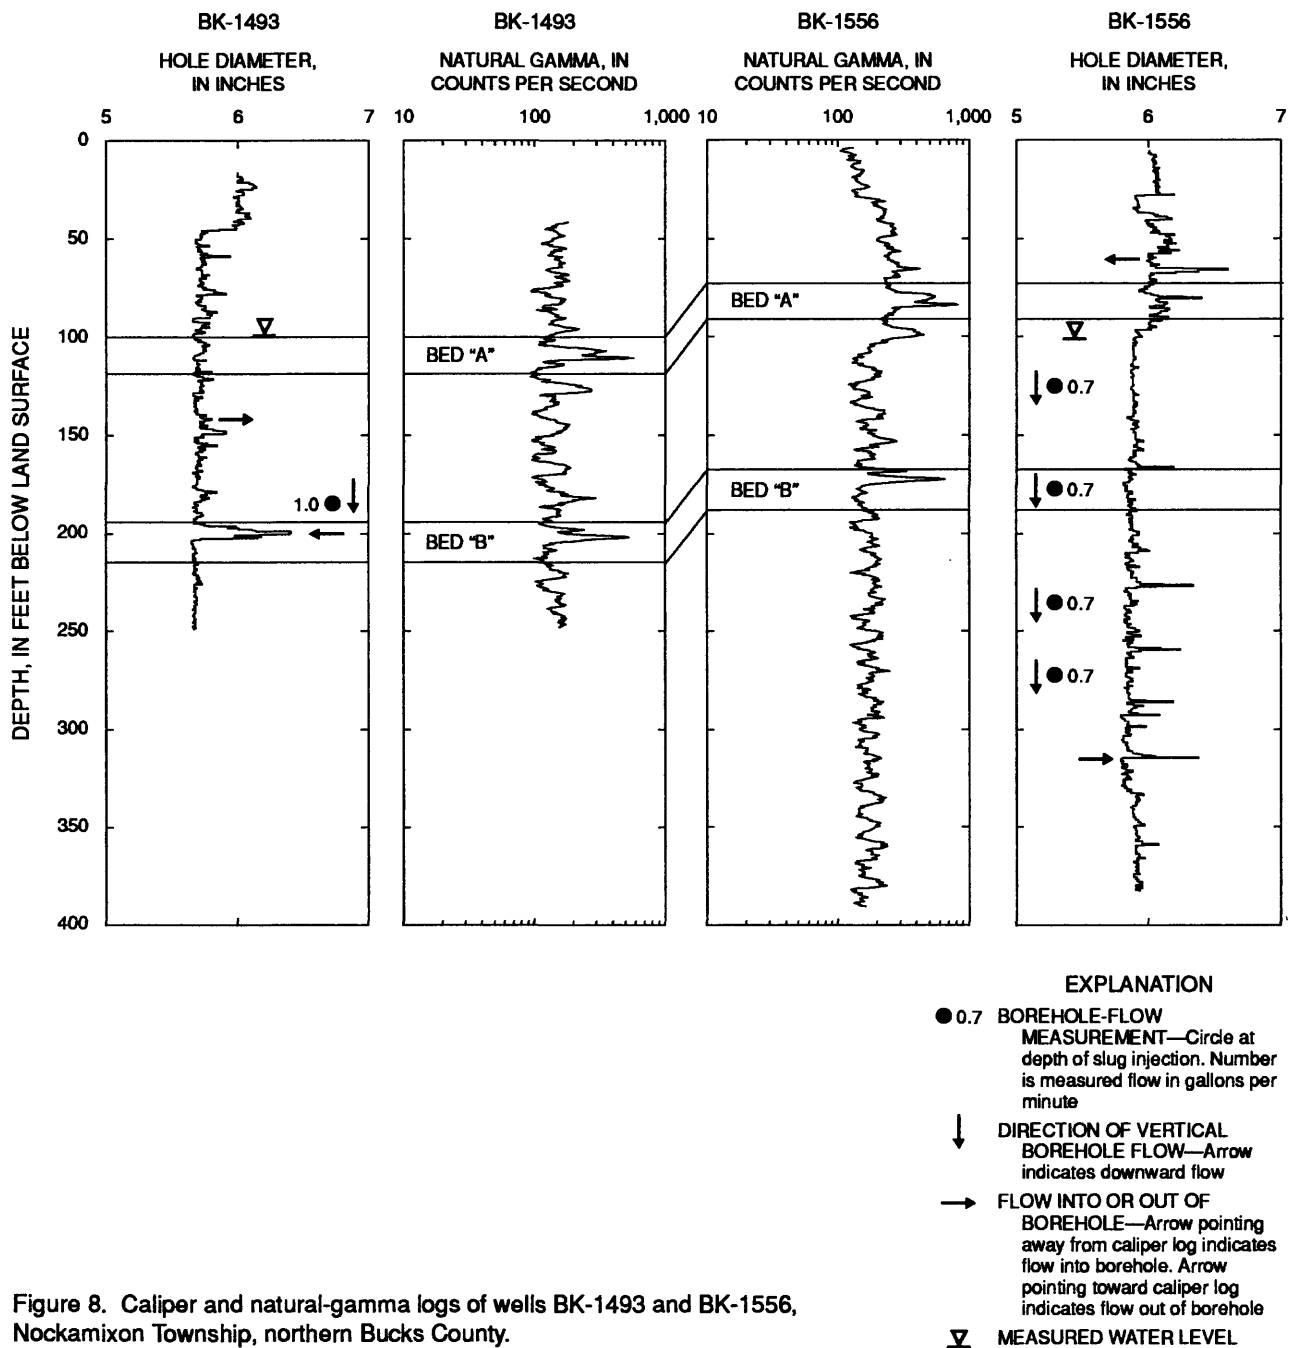 BK-1493 BK-1493 BK-1556 BK-1556
HOLE DIAMETER, NATURAL GAMMA, IN NATURAL GAMMA, IN HOLE DIAMETER,
IN INCHES COUNTS PER SECOND COUNTS PER SECOND IN INCHES
5 6 7 10 100 1,000 10 100 1,000 5 6 7
DEPTH, IN FEET BELOW LAND SURFACE
0
50
100
150
200
250
300
350
400
1.0
BED "A"
BED "B"
BED "A"
BED "B"
0.7
0.7
0.7
0.7
EXPLANATION
0.7 BOREHOLE-FLOW
MEASUREMENT—Circle at
depth of slug injection. Number
is measured flow in gallons per
minute
DIRECTION OF VERTICAL
BOREHOLE FLOW—Arrow
indicates downward flow
FLOW INTO OR OUT OF
BOREHOLE—Arrow pointing
away from caliper log indicates
flow into borehole. Arrow
pointing toward caliper log
indicates flow out of borehole
MEASURED WATER LEVEL
Figure 8. Caliper and natural-gamma logs of wells BK-1493 and BK-1556,
Nockamixon Township, northern Bucks County.